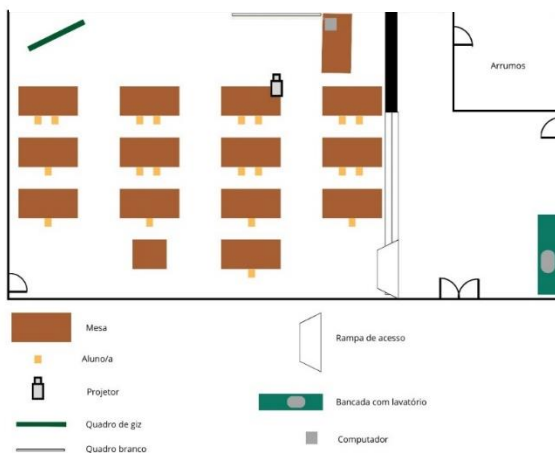 Arrumos
Mesa
Aluno/a
Projetor
Quadro de giz
Quadro branco
Rampa de acesso
Bancada com lavatório
Computador